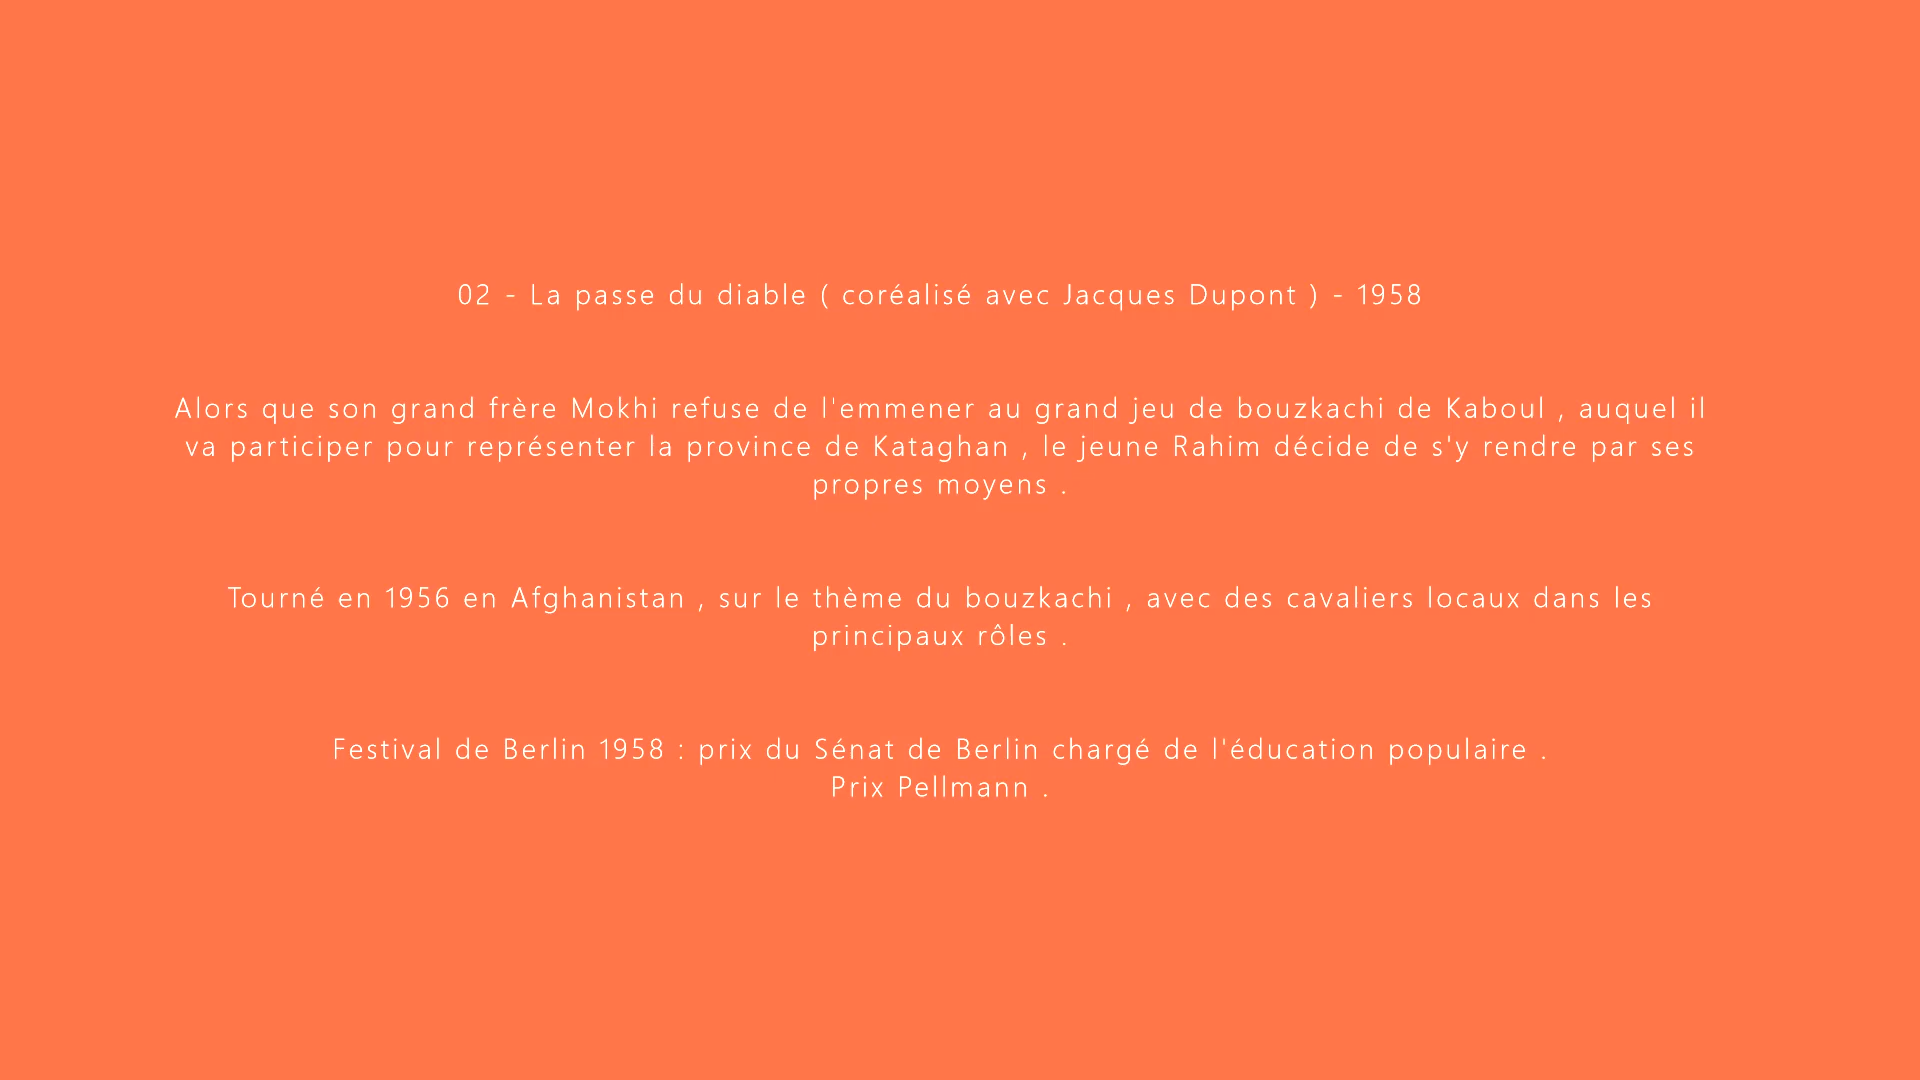 02 - La passe du diable ( coréalisé avec Jacques Dupont ) - 1958
Alors que son grand frère Mokhi refuse de l'emmener au grand jeu de bouzkachi de Kaboul , auquel il
va participer pour représenter la province de Kataghan , le jeune Rahim décide de s'y rendre par ses
propres moyens .
Tourné en 1956 en Afghanistan , sur le thème du bouzkachi , avec des cavaliers locaux dans les
principaux rôles .
Festival de Berlin 1958 : prix du Sénat de Berlin chargé de l'éducation populaire .
Prix Pellmann .